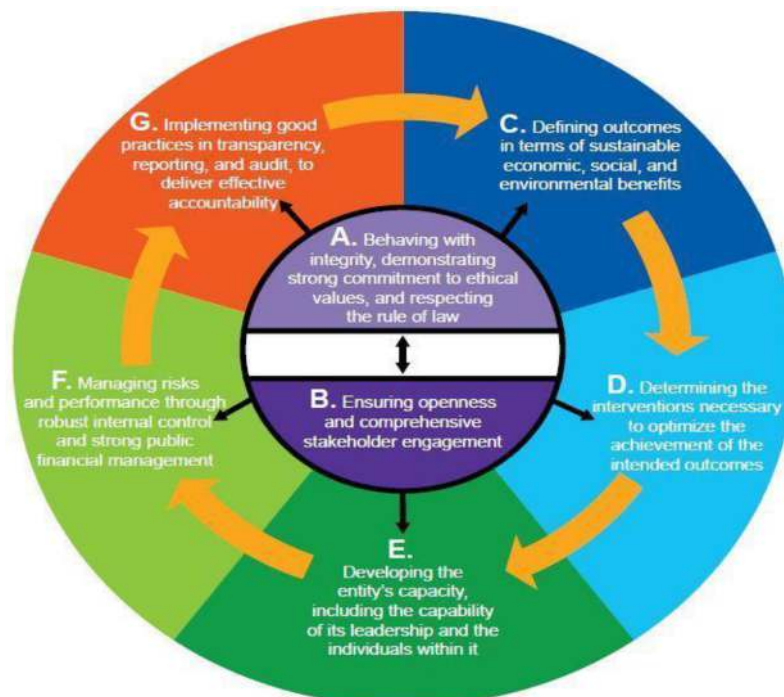 G. Implementing good
practices in transparency,
reporting, and audit, to
deliver effective
accountability
C. Defining outcomes
in terms of sustainable
economic, social, and
environmental benefits
A. Behaving with
integrity, demonstrating
strong commitment to ethical
values, and respecting
the rule of law
F. Managing risks
and performance through
robust internal control
and strong public
financial management
B. Ensuring openness
and comprehensive
stakeholder engagement
D. Determining the
interventions necessary
to optimize the
achievement of the
intended outcomes
E.
Developing the
entity's capacity,
including the capability
of its leadership and the
individuals within it